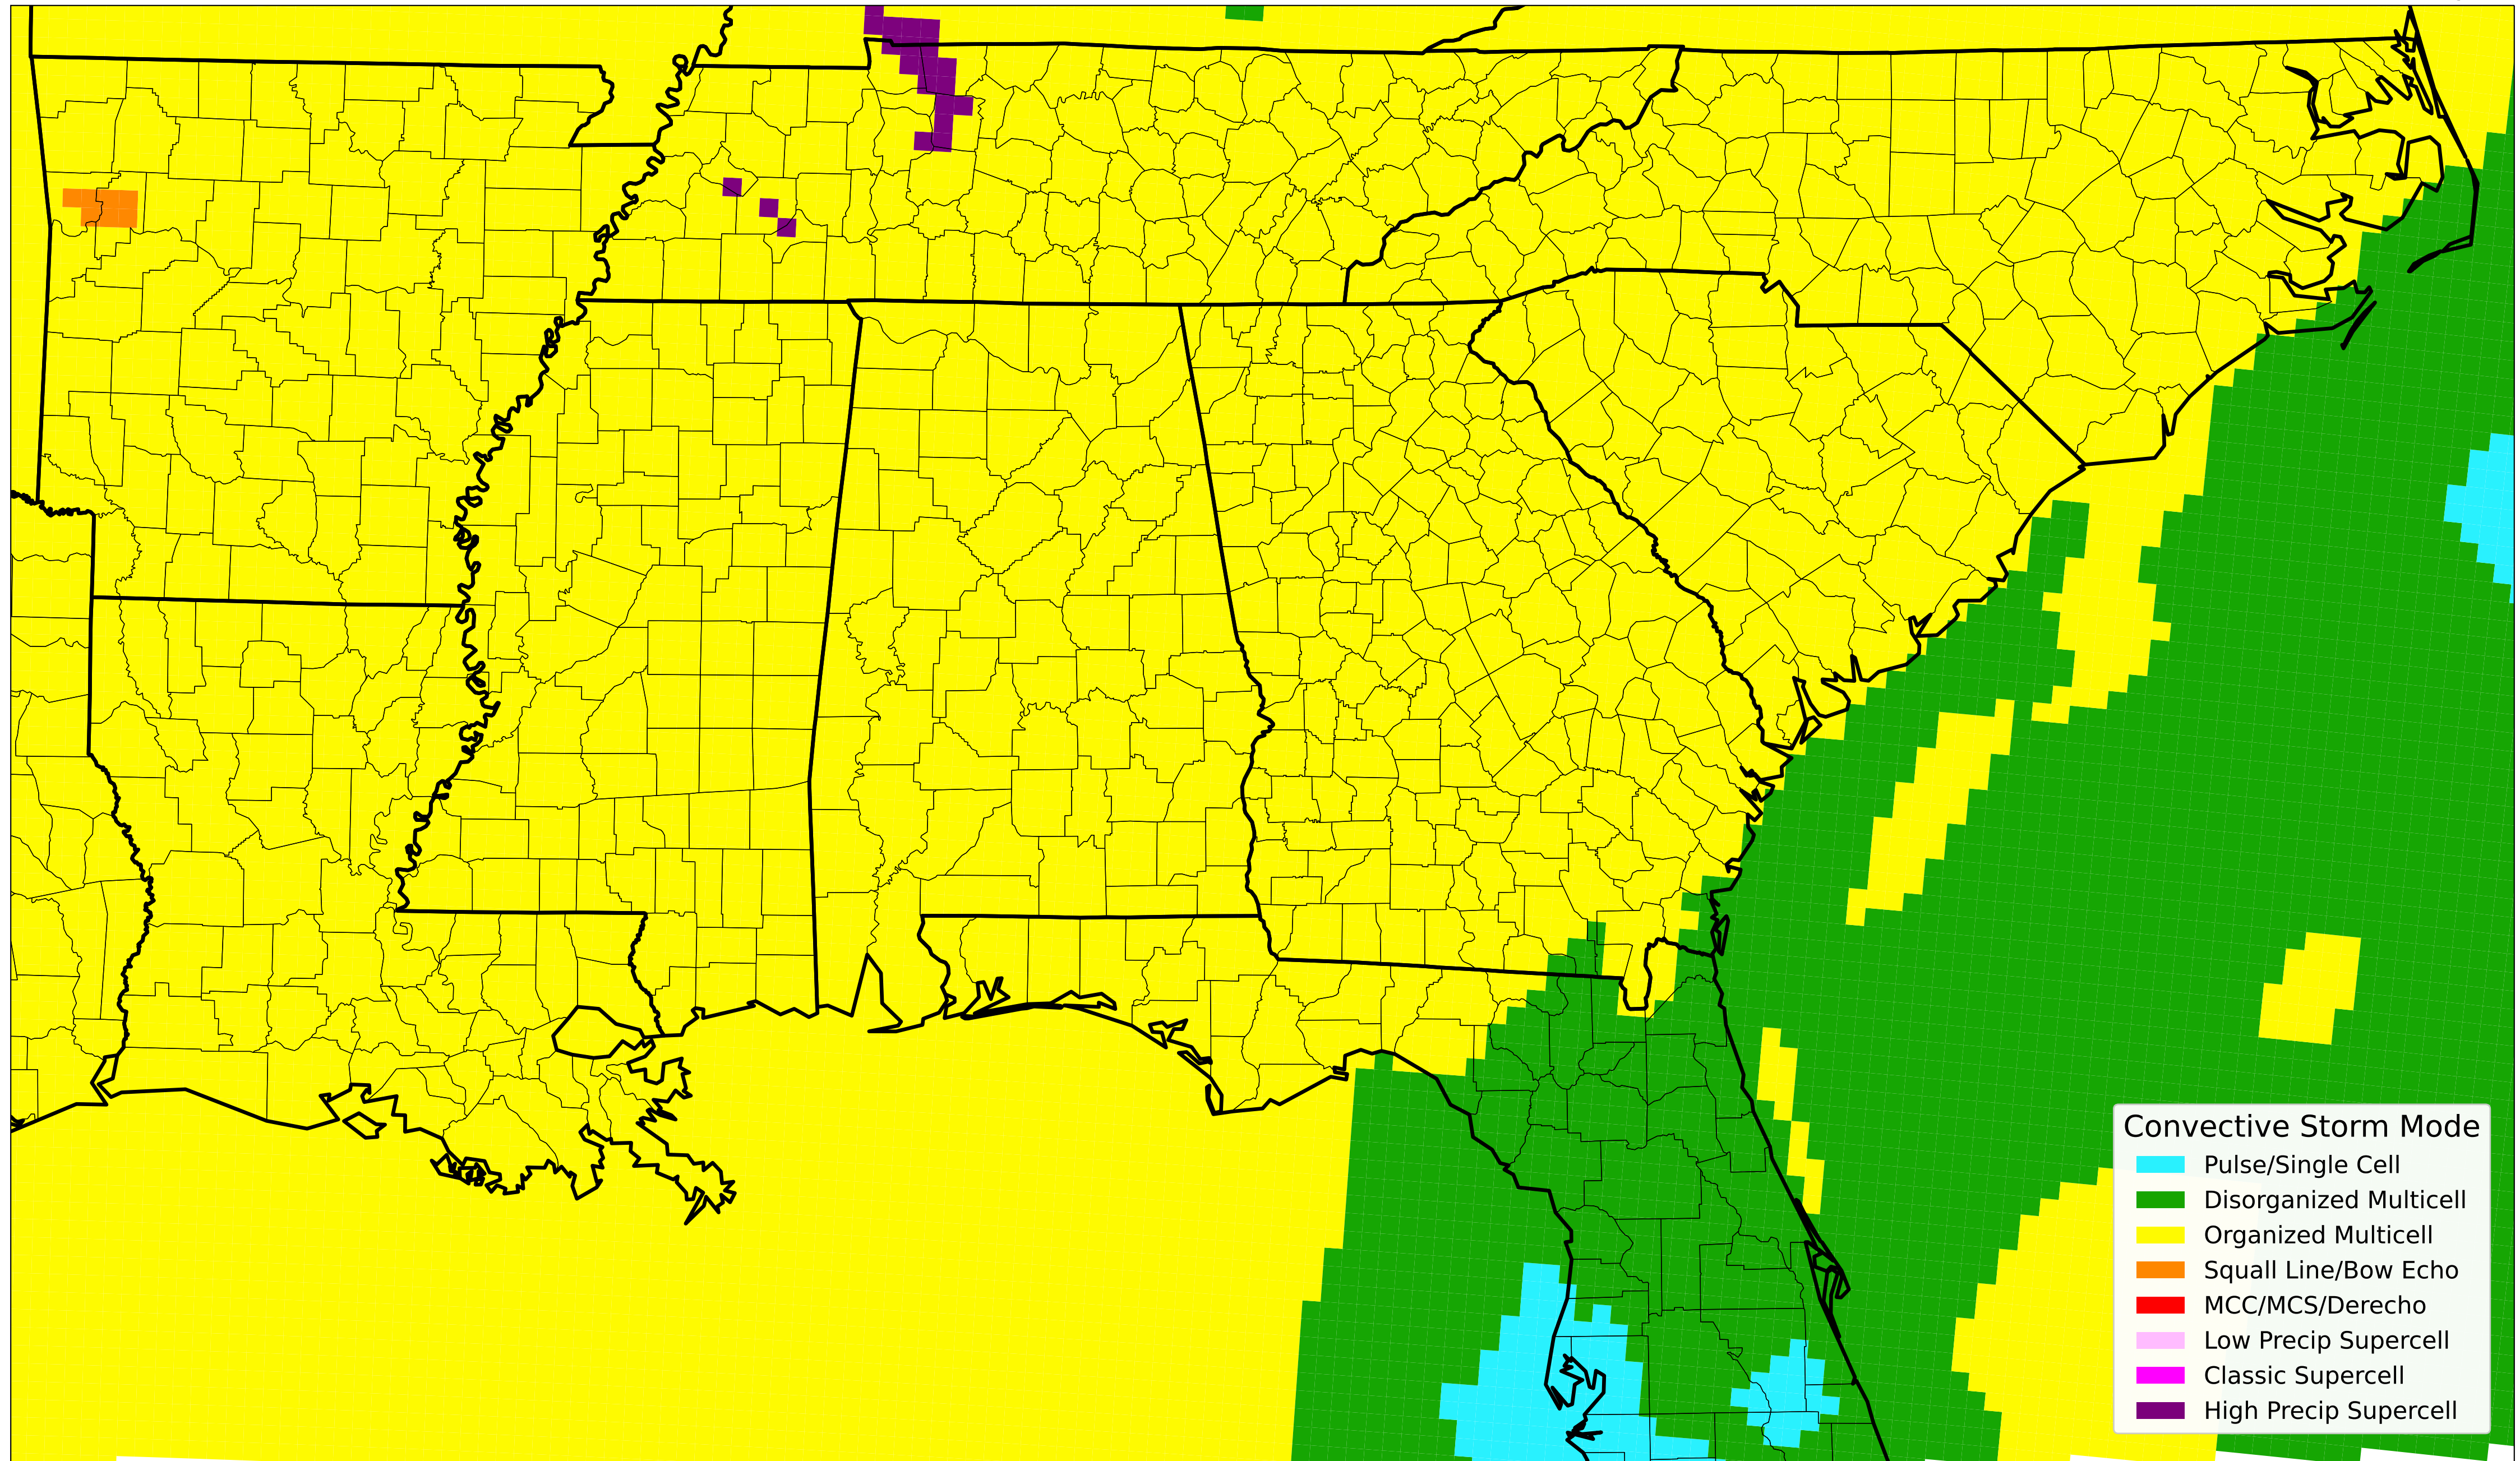 Convective Storm Mode
Pulse/Single Cell
Disorganized Multicell
Organized Multicell
Squall Line/Bow Echo
MCC/MCS/Derecho
Low Precip Supercell
Classic Supercell
High Precip Supercell